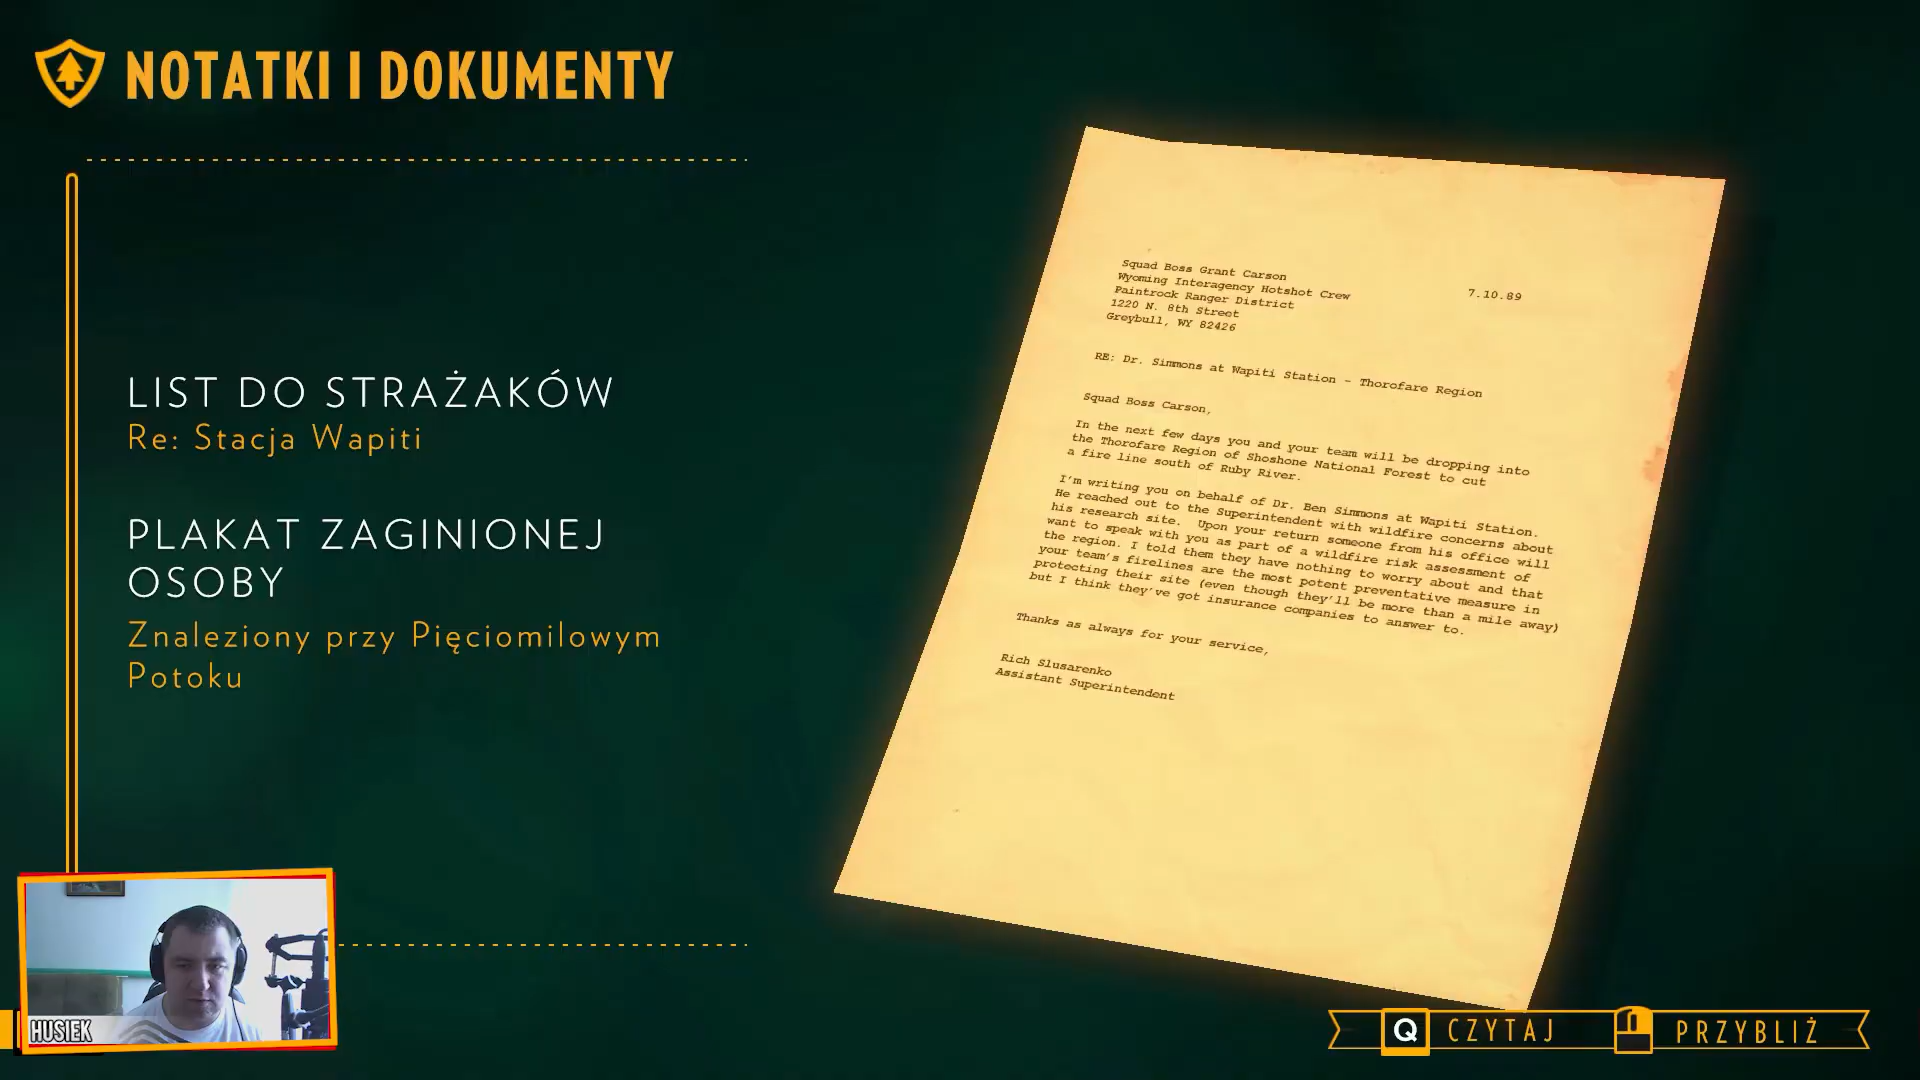 NOTATKI I DOKUMENTY
LIST DO STRAŻAKÓW
Re: Stacja Wapiti
PLAKAT ZAGINIONEJ
OSOBY
Znaleziony przy Pięciomilowym
Potoku
Squad Boss Grant Carson
Wyoming Interagency Hotshot Crew
Paintrock Ranger District
1220 N. 8th Street
Greybull, WY 82426
7.10.89
RE: Dr. Simmons at Wapiti Station - Thorofare Region
Squad Boss Carson,
In the next few days you and your team will be dropping into
the Thorofare Region of Shoshone National Forest to cut
a fire line south of Ruby River.
I'm writing you on behalf of Dr. Ben Simmons at Wapiti Station.
He reached out to the Superintendent with wildfire concerns about
his research site. Upon your return someone from his office will
want to speak with you as part of a wildfire risk assessment of
the region. I told them they have nothing to worry about and that
your team's firelines are the most potent preventative measure in
protecting their site (even though they'll be more than a mile away)
but I think they've got insurance companies to answer to.
Thanks as always for your service,
Rich Slusarenko
Assistant Superintendent
HUSIEK
Q CZYTAJ
PRZYBLIŻ